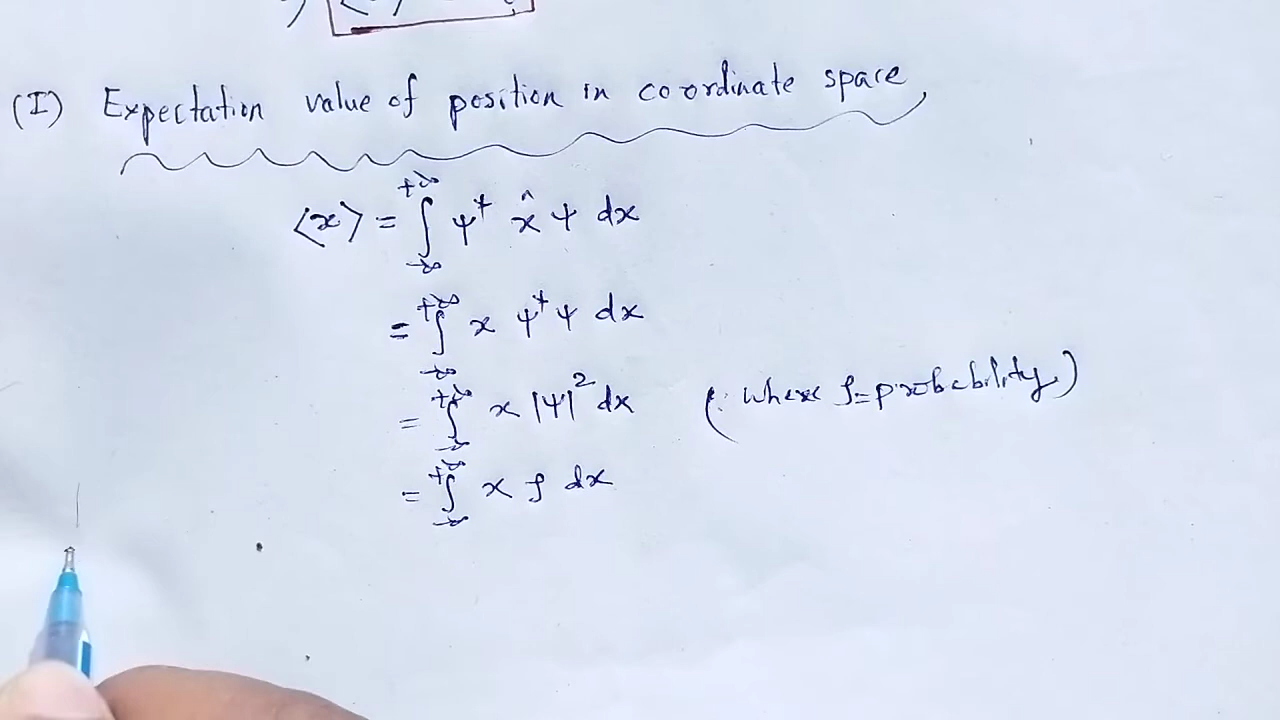 (I) Expectation value of position in coordinate space,
<x> = ∫_{-∞}^{+∞} ψ* x̂ ψ dx
= ∫_{-∞}^{+∞} x ψ* ψ dx
= ∫_{-∞}^{+∞} x |ψ|² dx (∵ where ρ=probability)
= ∫_{-∞}^{+∞} x ρ dx